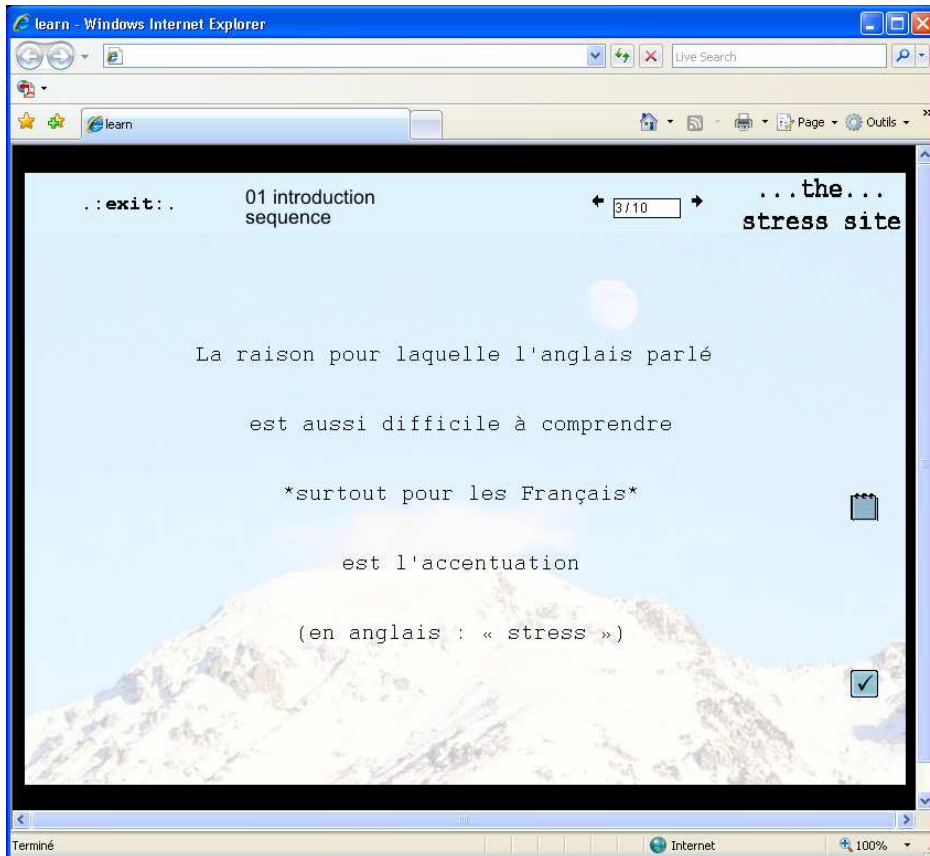 learn - Windows Internet Explorer
Live Search
learn
Page
Outils
»
.:exit:.
01 introduction
sequence
3/10
...the...
stress site
La raison pour laquelle l'anglais parlé
est aussi difficile à comprendre
*surtout pour les Français*
est l'accentuation
(en anglais : « stress »)
Terminé
Internet
100%